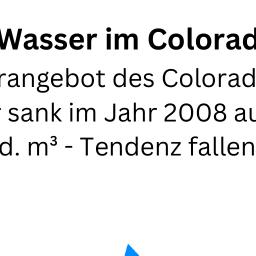 Wasser im Colorad
rangebot des Colorad
sank im Jahr 2008 au
d. m³ - Tendenz fallen